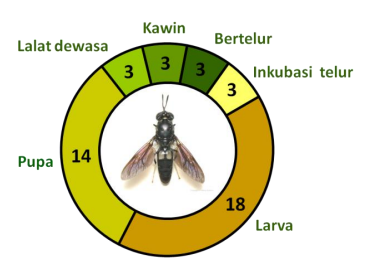 Kawin
Lalat dewasa
Bertelur
3
3
3
Inkubasi telur
3
Pupa
14
18
Larva